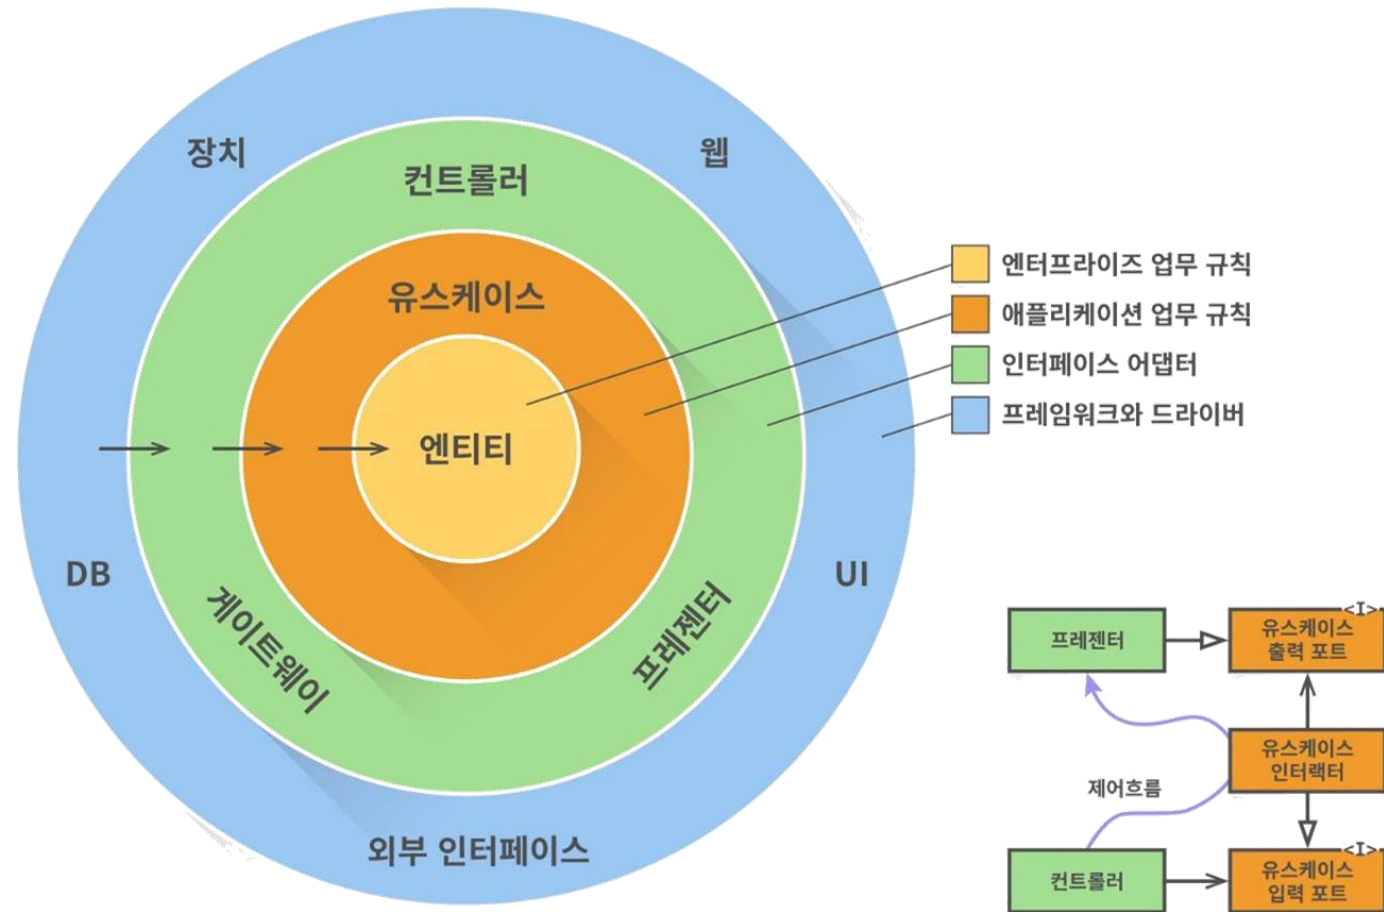 장치
웹
컨트롤러
유스케이스
엔티티
DB
UI
게이트웨이
프레젠터
외부 인터페이스
엔터프라이즈 업무 규칙
애플리케이션 업무 규칙
인터페이스 어댑터
프레임워크와 드라이버
프레젠터
<I>
유스케이스
출력 포트
유스케이스
인터랙터
제어흐름
컨트롤러
<I>
유스케이스
입력 포트